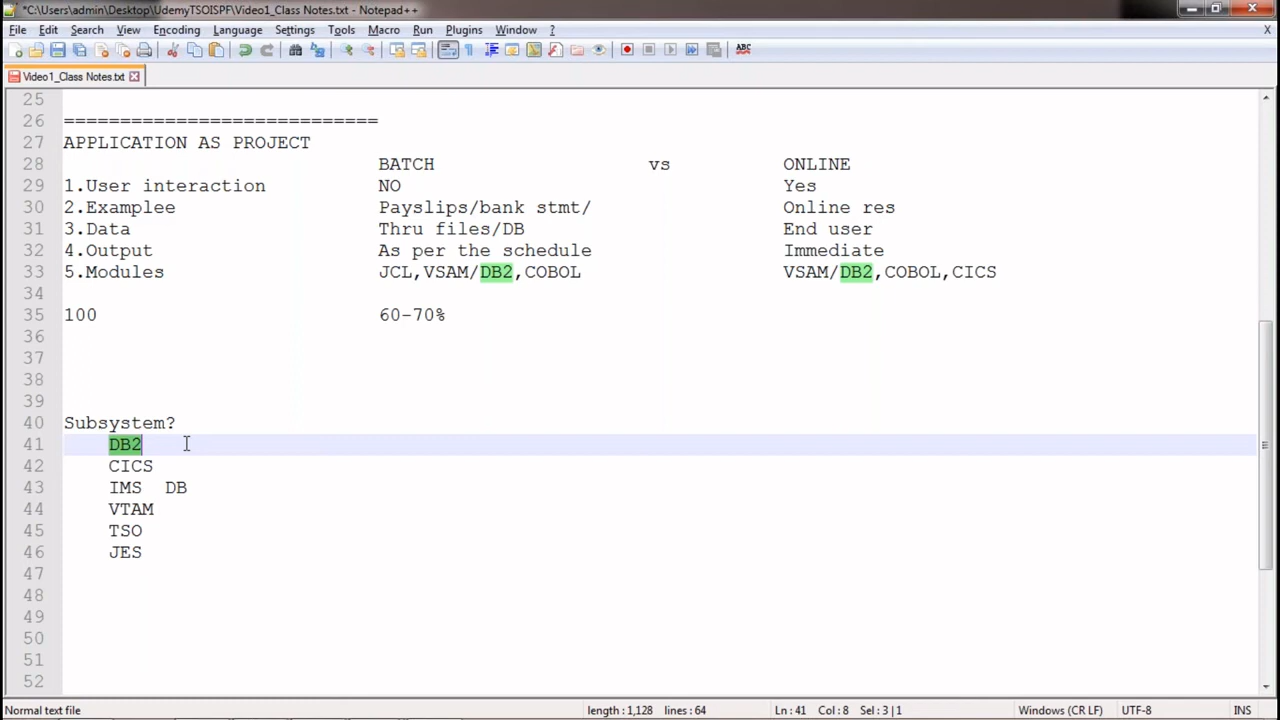 *C:\Users\admin\Desktop\UdemyTSOISPF\Video1_Class Notes.txt - Notepad++
File Edit Search View Encoding Language Settings Tools Macro Run Plugins Window ? X
ABC
Video1_Class Notes.txt
25
26 ============================
27 APPLICATION AS PROJECT
28 BATCH vs ONLINE
29 1.User interaction NO Yes
30 2.Examplee Payslips/bank stmt/ Online res
31 3.Data Thru files/DB End user
32 4.Output As per the schedule Immediate
33 5.Modules JCL,VSAM/DB2,COBOL VSAM/DB2,COBOL,CICS
34
35 100 60-70%
36
37
38
39
40 Subsystem?
41 DB2
42 CICS
43 IMS DB
44 VTAM
45 TSO
46 JES
47
48
49
50
51
52
Normal text file length : 1,128 lines : 64 Ln : 41 Col : 8 Sel : 3 | 1 Windows (CR LF) UTF-8 INS